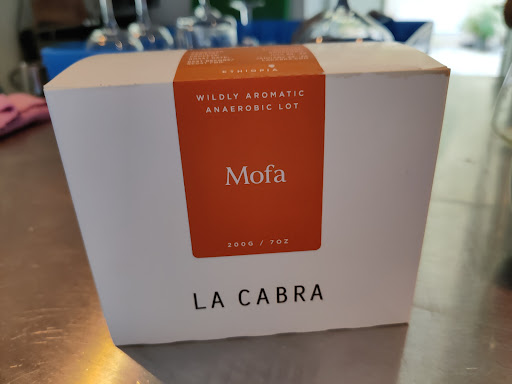 ETHIOPIA
WILDLY AROMATIC
ANAEROBIC LOT
Mofa
200G / 7OZ
LA CABRA